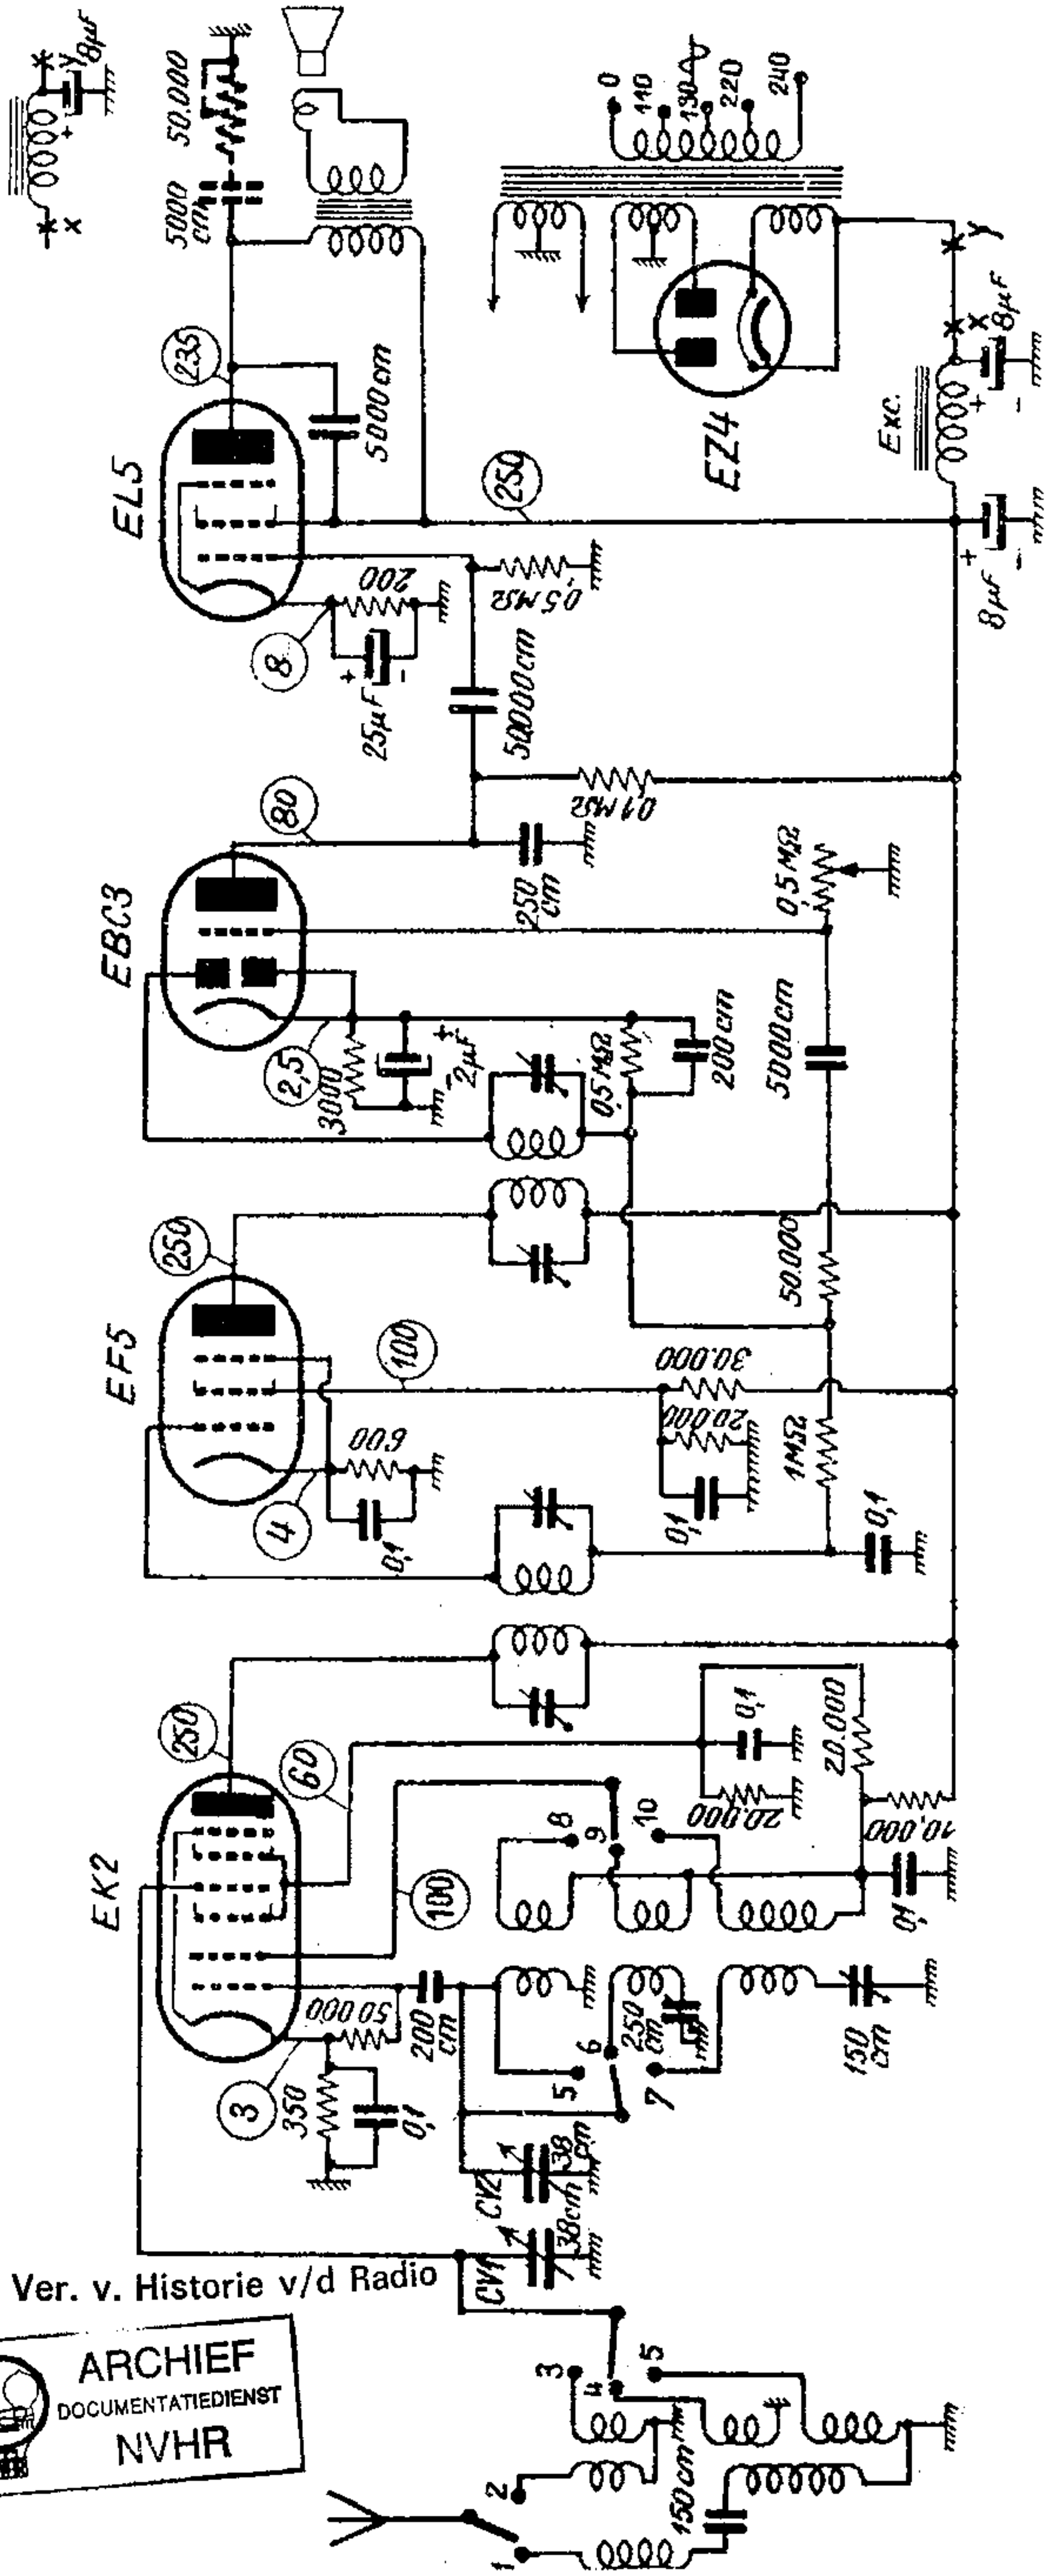 Ver. v. Historie v/d Radio
ARCHIEF
DOCUMENTATIEDIENST
NVHR
EK2
EF5
EBC3
EL5
EZ4
1
2
150 cm
3
4
5
CV1
38cm
CV2
38 cm
3
350
0,1
50 000
200 cm
5
6
7
250 cm
150 cm
250
60
100
8
9
10
20.000
0,1
20.000
10,000
0,1
4
0,1
600
250
100
0,1
20.000
30.000
1MΩ
0,1
50.000
2,5
3000
- 2μF +
0,5 MΩ
200 cm
5000 cm
0,5 MΩ
80
250 cm
0,1 MΩ
50000 cm
8
+ 25μF -
200
0,5 MΩ
235
5000 cm
250
5000 cm
50.000
x
x
y
+ 8μF
0
110
130
220
240
Exc.
x
y
+ 8μF -
+ 8μF -